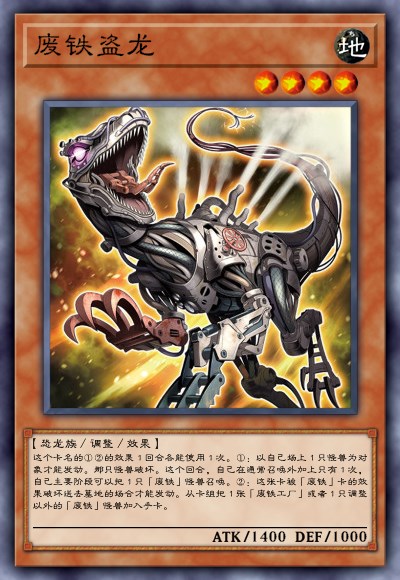 废铁盗龙
地
【恐龙族／调整／效果】
这个卡名的①②的效果1回合各能使用1次。①：以自己场上1只怪兽为对
象才能发动。那只怪兽破坏。这个回合，自己在通常召唤外加上只有1次，
自己主要阶段可以把1只「废铁」怪兽召唤。②：这张卡被「废铁」卡的效
果破坏送去墓地的场合才能发动。从卡组把1张「废铁工厂」或者1只调整
以外的「废铁」怪兽加入手卡。
ATK/1400 DEF/1000